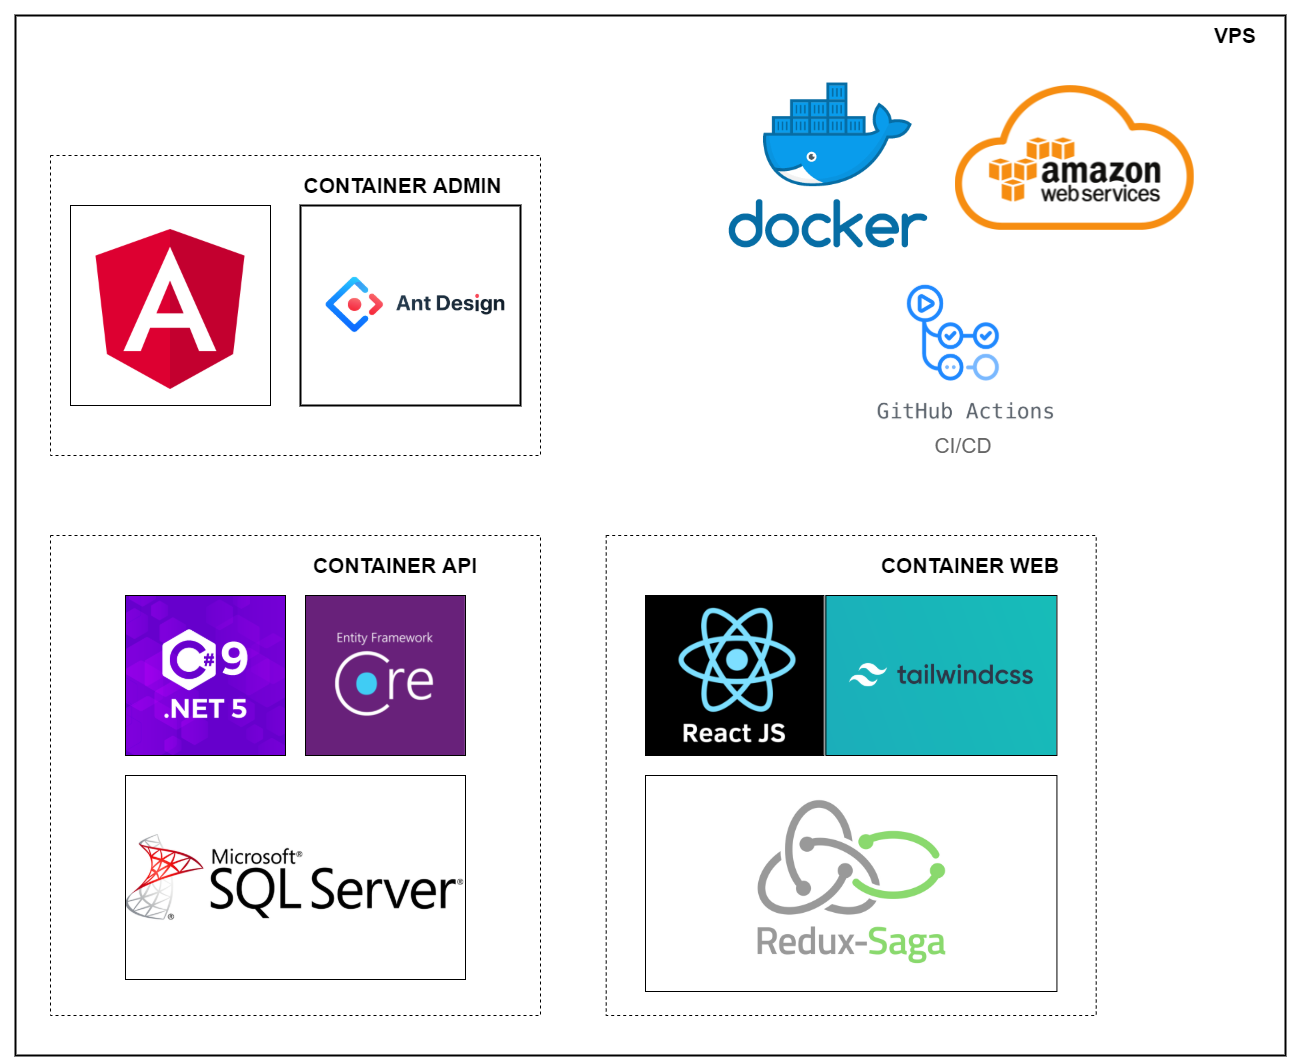 VPS
docker
amazon
webservices
CONTAINER ADMIN
A
Ant Design
GitHub Actions
CI/CD
CONTAINER API
C#9
.NET 5
Entity Framework
Core
Microsoft®
SQL Server®
®
CONTAINER WEB
React JS
tailwindcss
Redux-Saga